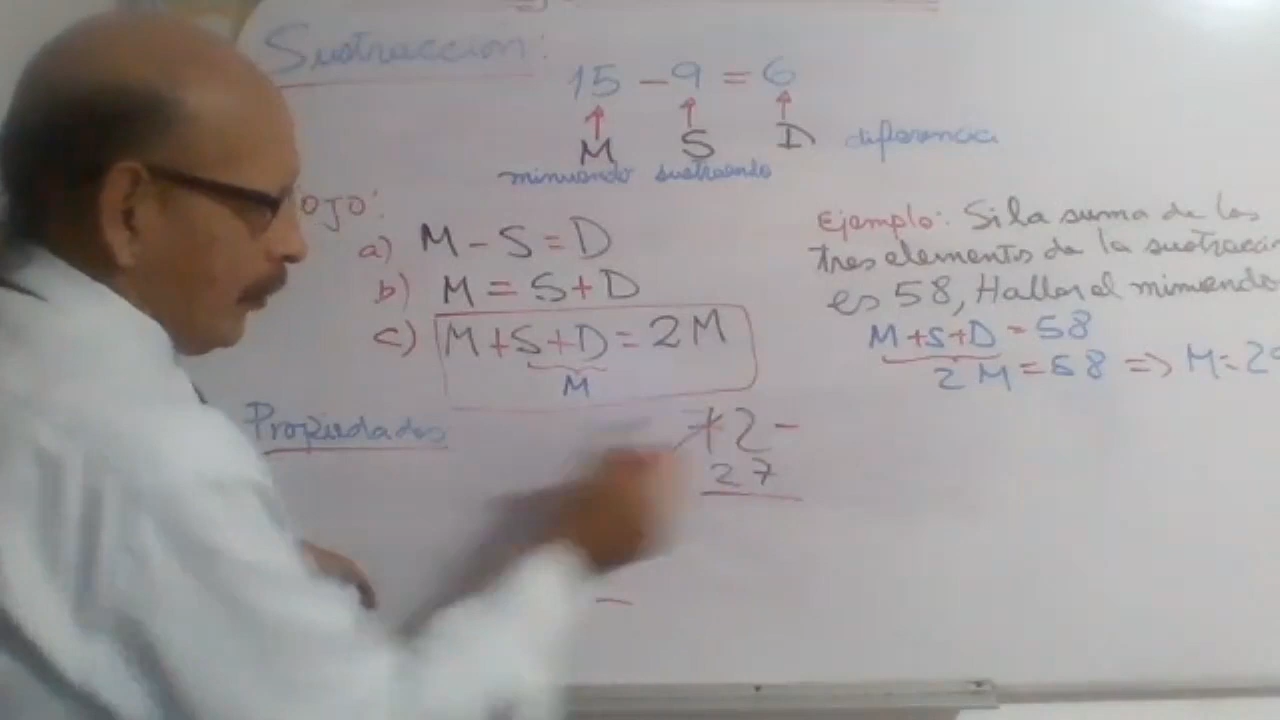 Sustraccion:
15 - 9 = 6
M S D diferencia
minuendo sustraendo
OJO:
a) M - S = D
b) M = S + D
c) M + S + D = 2M
M
Ejemplo: Si la suma de los
tres elementos de la sustracci
es 58, Hallar el minuendo
M+S+D = 58
2M = 58 => M = 29
Propiedades
72 -
27